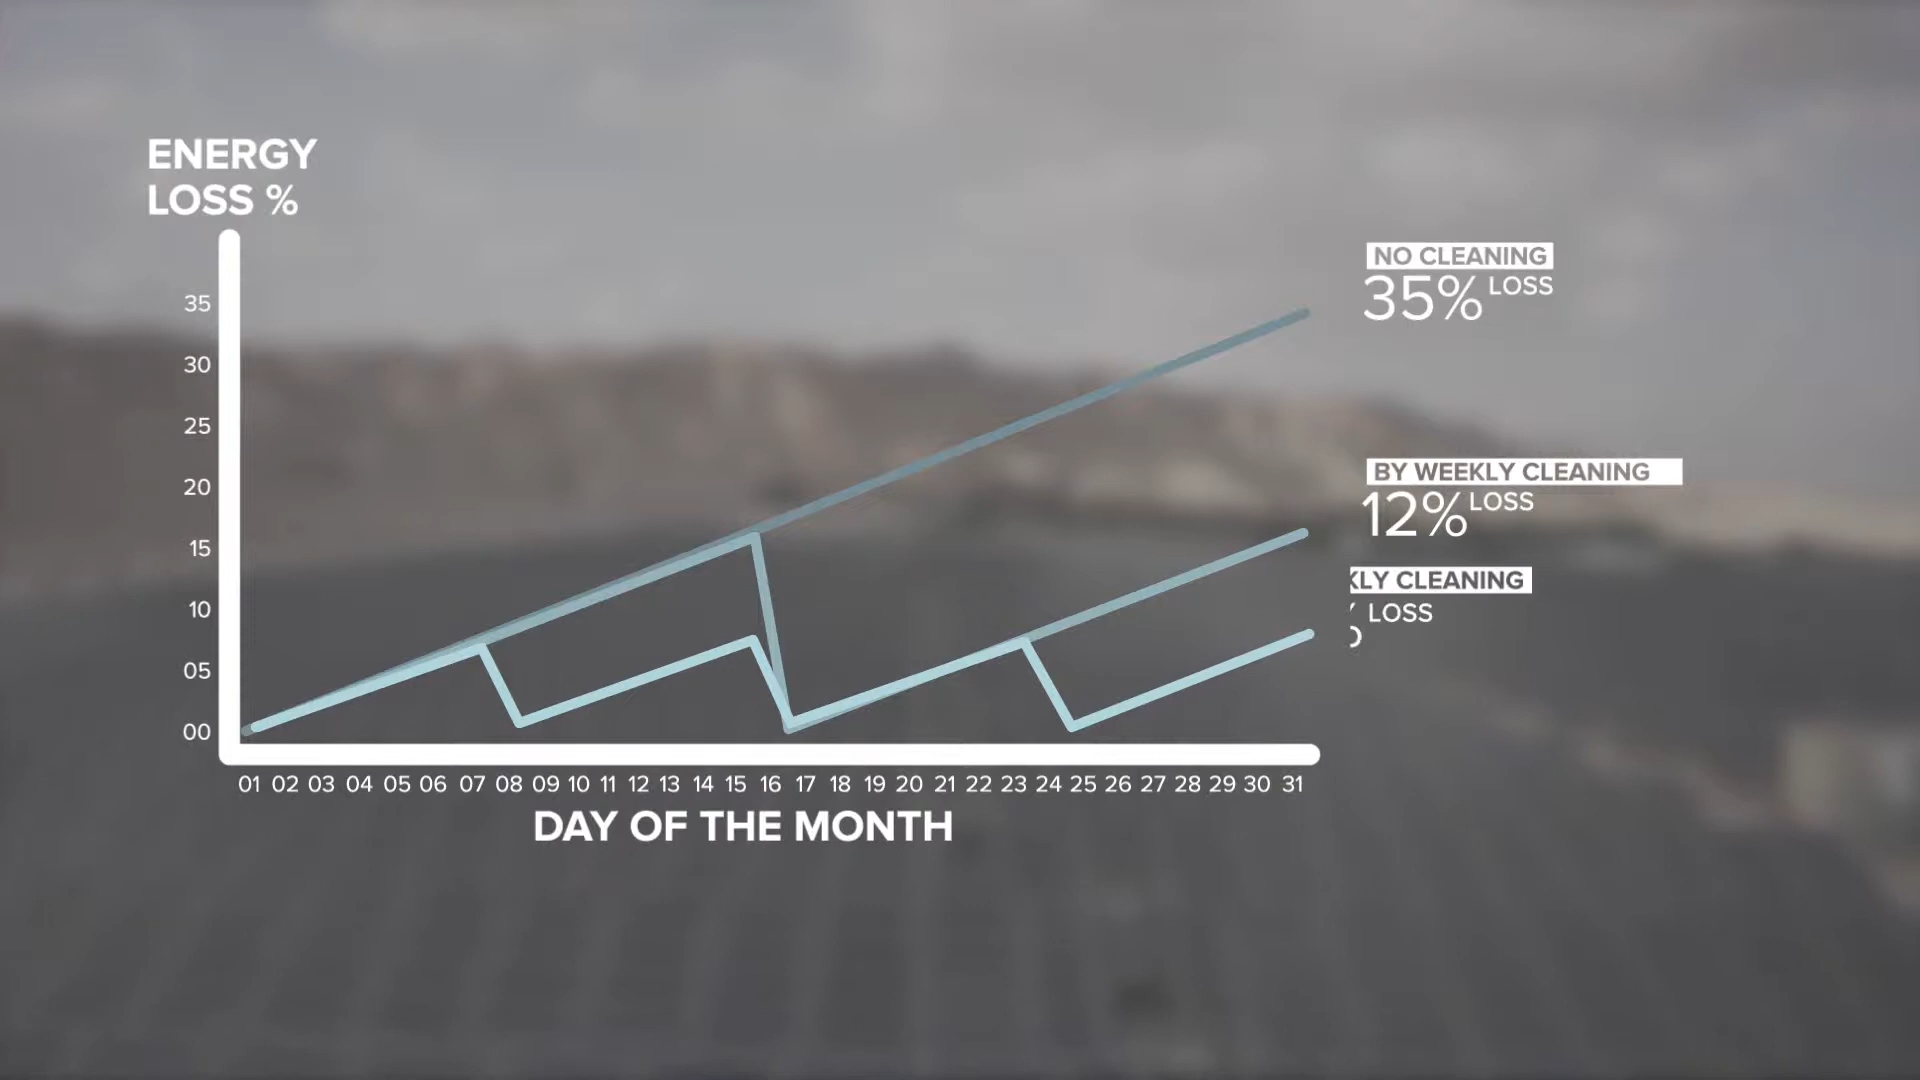 ENERGY
LOSS %
35
30
25
20
15
10
05
00
01 02 03 04 05 06 07 08 09 10 11 12 13 14 15 16 17 18 19 20 21 22 23 24 25 26 27 28 29 30 31
DAY OF THE MONTH
NO CLEANING
35% LOSS
BY WEEKLY CLEANING
12% LOSS
KLY CLEANING
LOSS